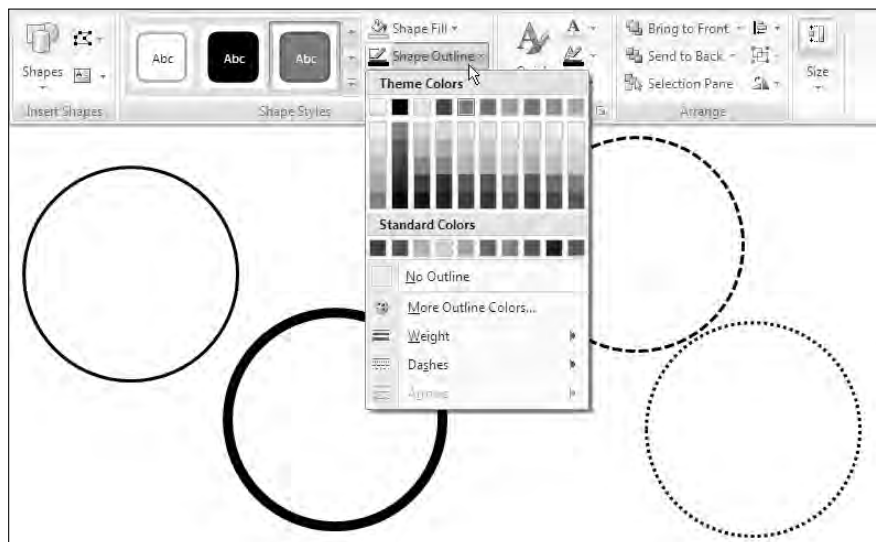 Shapes
Insert Shapes
Abc
Abc
Abc
Shape Styles
Shape Fill
Shape Outline
Theme Colors
Standard Colors
No Outline
More Outline Colors...
Weight
Dashes
Arrows
A
A
Bring to Front
Send to Back
Selection Pane
Arrange
Size